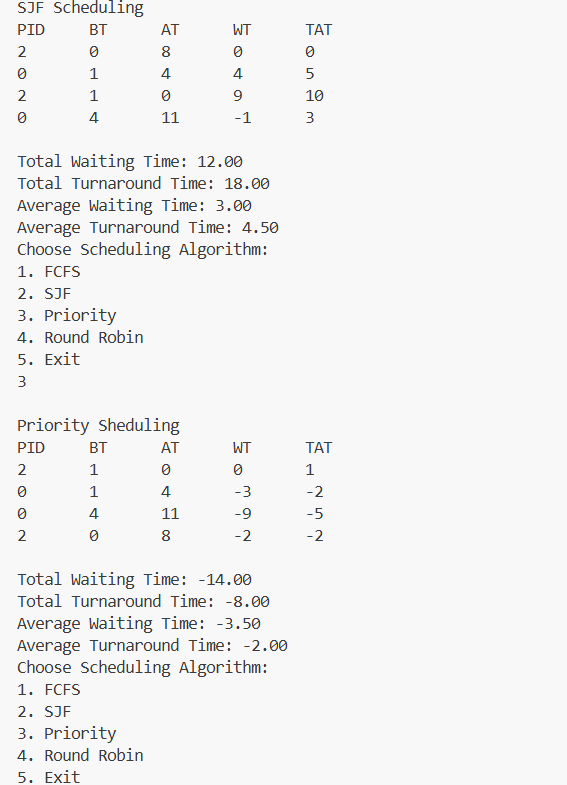 SJF Scheduling
PID BT AT WT TAT
2 0 8 0 0
0 1 4 4 5
2 1 0 9 10
0 4 11 -1 3
Total Waiting Time: 12.00
Total Turnaround Time: 18.00
Average Waiting Time: 3.00
Average Turnaround Time: 4.50
Choose Scheduling Algorithm:
1. FCFS
2. SJF
3. Priority
4. Round Robin
5. Exit
3
Priority Sheduling
PID BT AT WT TAT
2 1 0 0 1
0 1 4 -3 -2
0 4 11 -9 -5
2 0 8 -2 -2
Total Waiting Time: -14.00
Total Turnaround Time: -8.00
Average Waiting Time: -3.50
Average Turnaround Time: -2.00
Choose Scheduling Algorithm:
1. FCFS
2. SJF
3. Priority
4. Round Robin
5. Exit